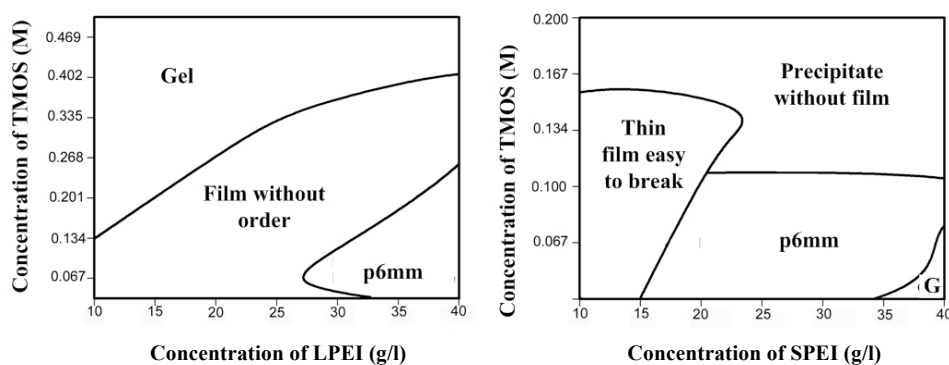 Concentration of TMOS (M)
0.469
0.402
0.335
0.268
0.201
0.134
0.067
Gel
Film without
order
p6mm
10
15
20
25
30
35
40
Concentration of LPEI (g/l)
Concentration of TMOS (M)
0.200
0.167
0.134
0.100
0.067
Precipitate
without film
Thin
film easy
to break
p6mm
G
10
15
20
25
30
35
40
Concentration of SPEI (g/l)